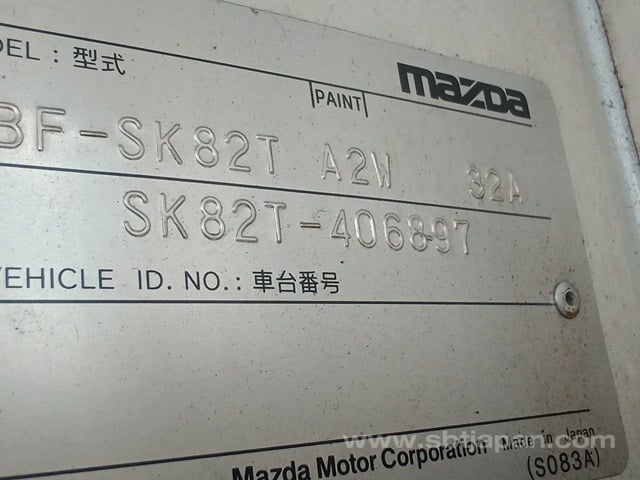 DEL : 型式
PAINT mazda
BF-SK82T A2W 32A
SK82T-406897
VEHICLE ID. NO. : 車台番号
www.sbtjapan.com
Mazda Motor Corporation Made in Japan
(S083A)